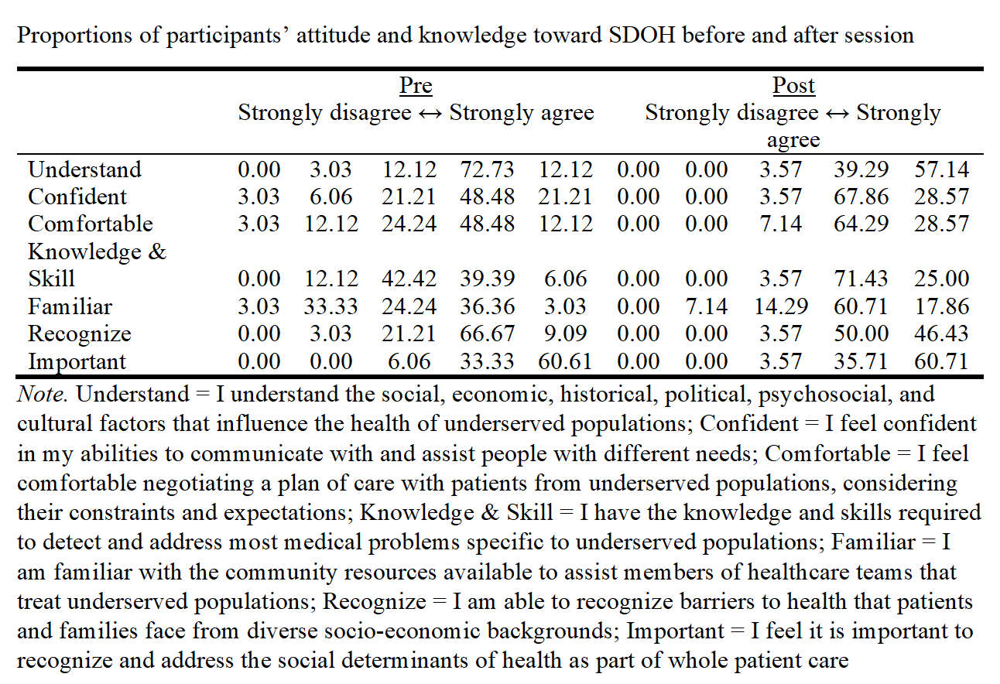 Proportions of participants’ attitude and knowledge toward SDOH before and after session
Pre Post
Strongly disagree ↔ Strongly agree Strongly disagree ↔ Strongly
agree
Understand 0.00 3.03 12.12 72.73 12.12 0.00 0.00 3.57 39.29 57.14
Confident 3.03 6.06 21.21 48.48 21.21 0.00 0.00 3.57 67.86 28.57
Comfortable 3.03 12.12 24.24 48.48 12.12 0.00 0.00 7.14 64.29 28.57
Knowledge &
Skill 0.00 12.12 42.42 39.39 6.06 0.00 0.00 3.57 71.43 25.00
Familiar 3.03 33.33 24.24 36.36 3.03 0.00 7.14 14.29 60.71 17.86
Recognize 0.00 3.03 21.21 66.67 9.09 0.00 0.00 3.57 50.00 46.43
Important 0.00 0.00 6.06 33.33 60.61 0.00 0.00 3.57 35.71 60.71
Note. Understand = I understand the social, economic, historical, political, psychosocial, and
cultural factors that influence the health of underserved populations; Confident = I feel confident
in my abilities to communicate with and assist people with different needs; Comfortable = I feel
comfortable negotiating a plan of care with patients from underserved populations, considering
their constraints and expectations; Knowledge & Skill = I have the knowledge and skills required
to detect and address most medical problems specific to underserved populations; Familiar = I
am familiar with the community resources available to assist members of healthcare teams that
treat underserved populations; Recognize = I am able to recognize barriers to health that patients
and families face from diverse socio-economic backgrounds; Important = I feel it is important to
recognize and address the social determinants of health as part of whole patient care